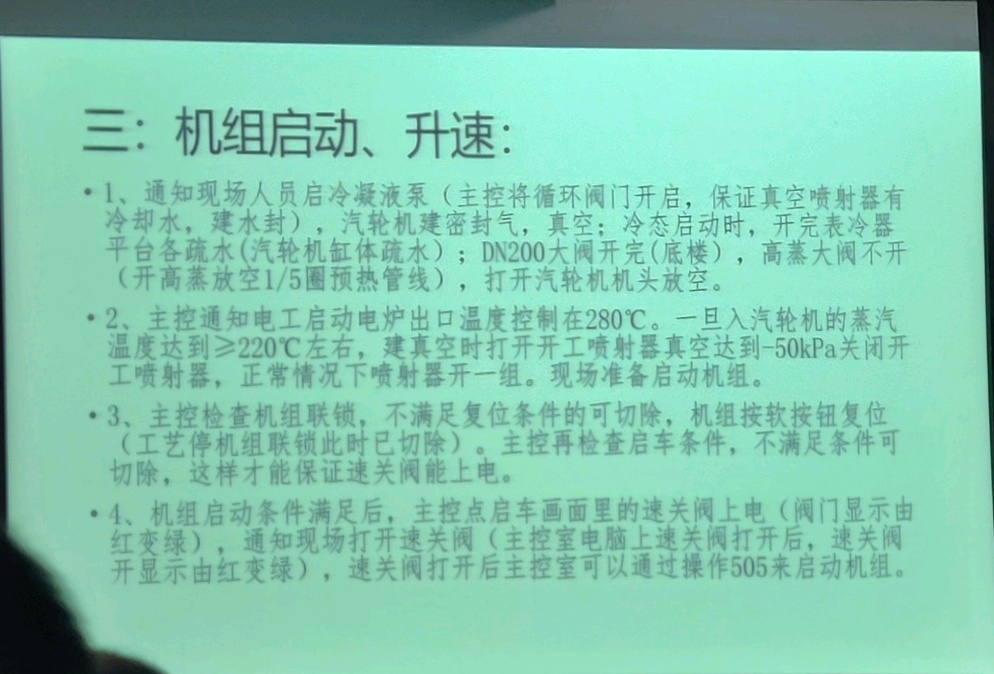 三：机组启动、升速：
• 1、通知现场人员启冷凝液泵（主控将循环阀门开启，保证真空喷射器有
冷却水，建水封），汽轮机建密封气，真空；冷态启动时，开完表冷器
平台各疏水(汽轮机缸体疏水）；DN200大阀开完(底楼），高蒸大阀不开
（开高蒸放空1/5圈预热管线），打开汽轮机机头放空。
• 2、主控通知电工启动电炉出口温度控制在280℃。一旦入汽轮机的蒸汽
温度达到≥220℃左右，建真空时打开开工喷射器真空达到-50kPa关闭开
工喷射器，正常情况下喷射器开一组。现场准备启动机组。
• 3、主控检查机组联锁，不满足复位条件的可切除，机组按软按钮复位
（工艺停机组联锁此时已切除）。主控再检查启车条件，不满足条件可
切除，这样才能保证速关阀能上电。
• 4、机组启动条件满足后，主控点启车画面里的速关阀上电（阀门显示由
红变绿），通知现场打开速关阀（主控室电脑上速关阀打开后，速关阀
开显示由红变绿），速关阀打开后主控室可以通过操作505来启动机组。